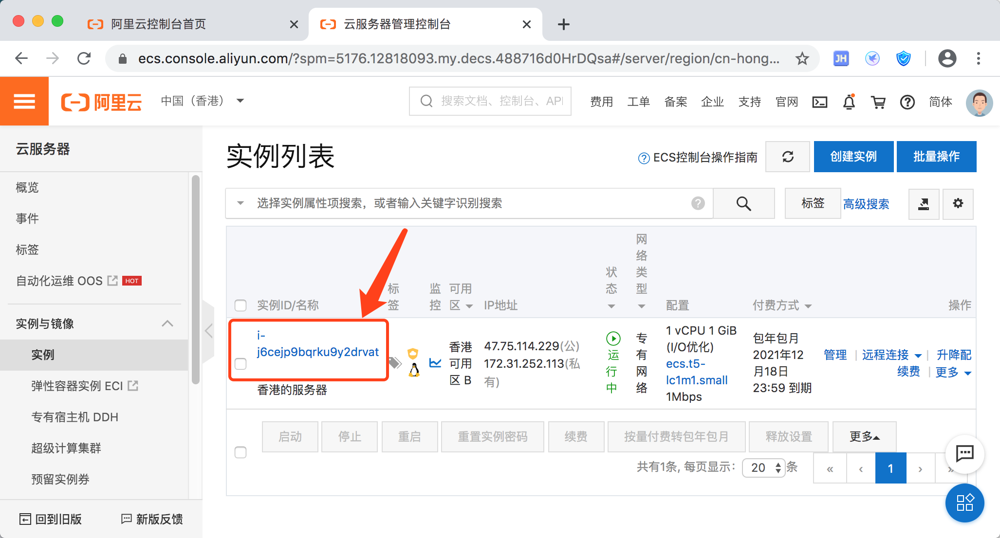 阿里云控制台首页
云服务器管理控制台
ecs.console.aliyun.com/?spm=5176.12818093.my.decs.488716d0HrDQsa#/server/region/cn-hong...
JH
阿里云
中国（香港）
搜索文档、控制台、API
费用
工单
备案
企业
支持
官网
简体
云服务器
概览
事件
标签
自动化运维 OOS
HOT
实例与镜像
实例
弹性容器实例 ECI
专有宿主机 DDH
超级计算集群
预留实例券
回到旧版
新版反馈
实例列表
ECS控制台操作指南
创建实例
批量操作
选择实例属性项搜索，或者输入关键字识别搜索
标签
高级搜索
实例ID/名称
标签
监控
可用区
IP地址
状态
网络类型
配置
付费方式
操作
i-
j6cejp9bqrku9y2drvat
香港的服务器
香港
可用
区 B
47.75.114.229(公)
172.31.252.113(私
有)
运行中
专有网络
1 vCPU 1 GiB
(I/O优化)
ecs.t5-
lc1m1.small
1Mbps
包年包月
2021年12
月18日
23:59 到期
管理
远程连接
升降配
续费
更多
启动
停止
重启
重置实例密码
续费
按量付费转包年包月
释放设置
更多
共有1条, 每页显示：
20
条
«
‹
1
›
»